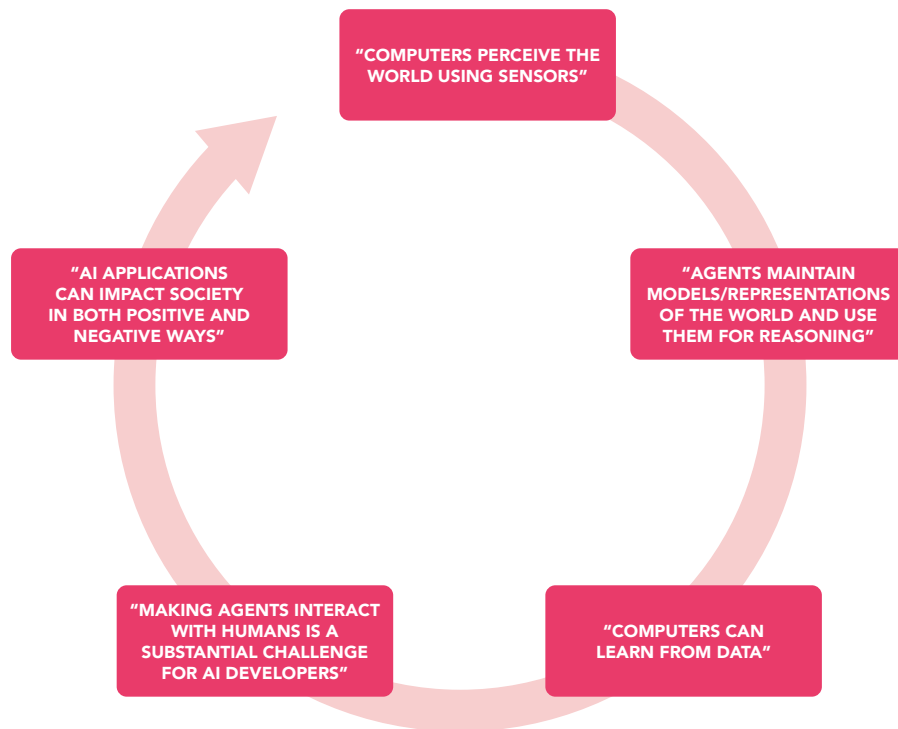 "COMPUTERS PERCEIVE THE
WORLD USING SENSORS"
"AGENTS MAINTAIN
MODELS/REPRESENTATIONS
OF THE WORLD AND USE
THEM FOR REASONING"
"COMPUTERS CAN
LEARN FROM DATA"
"MAKING AGENTS INTERACT
WITH HUMANS IS A
SUBSTANTIAL CHALLENGE
FOR AI DEVELOPERS"
"AI APPLICATIONS
CAN IMPACT SOCIETY
IN BOTH POSITIVE AND
NEGATIVE WAYS"